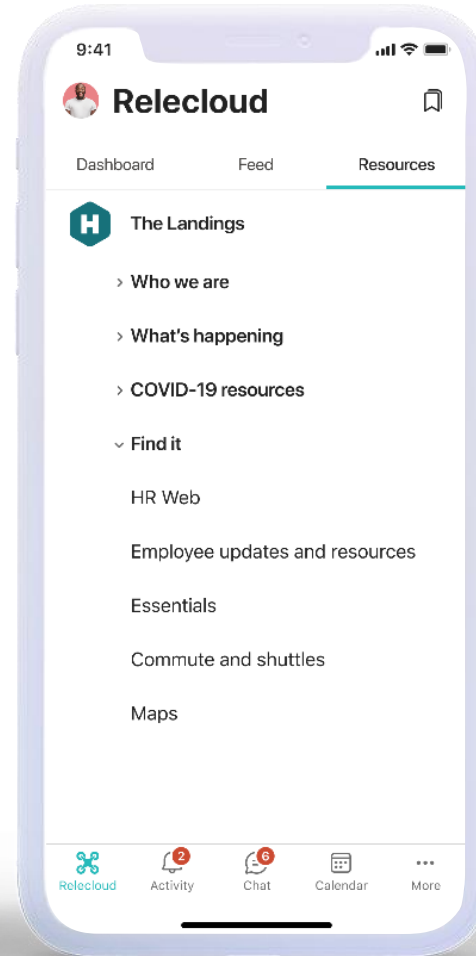 9:41
Relecloud
Dashboard Feed Resources
H The Landings
Who we are
What's happening
COVID-19 resources
Find it
HR Web
Employee updates and resources
Essentials
Commute and shuttles
Maps
2 6
Relecloud Activity Chat Calendar More